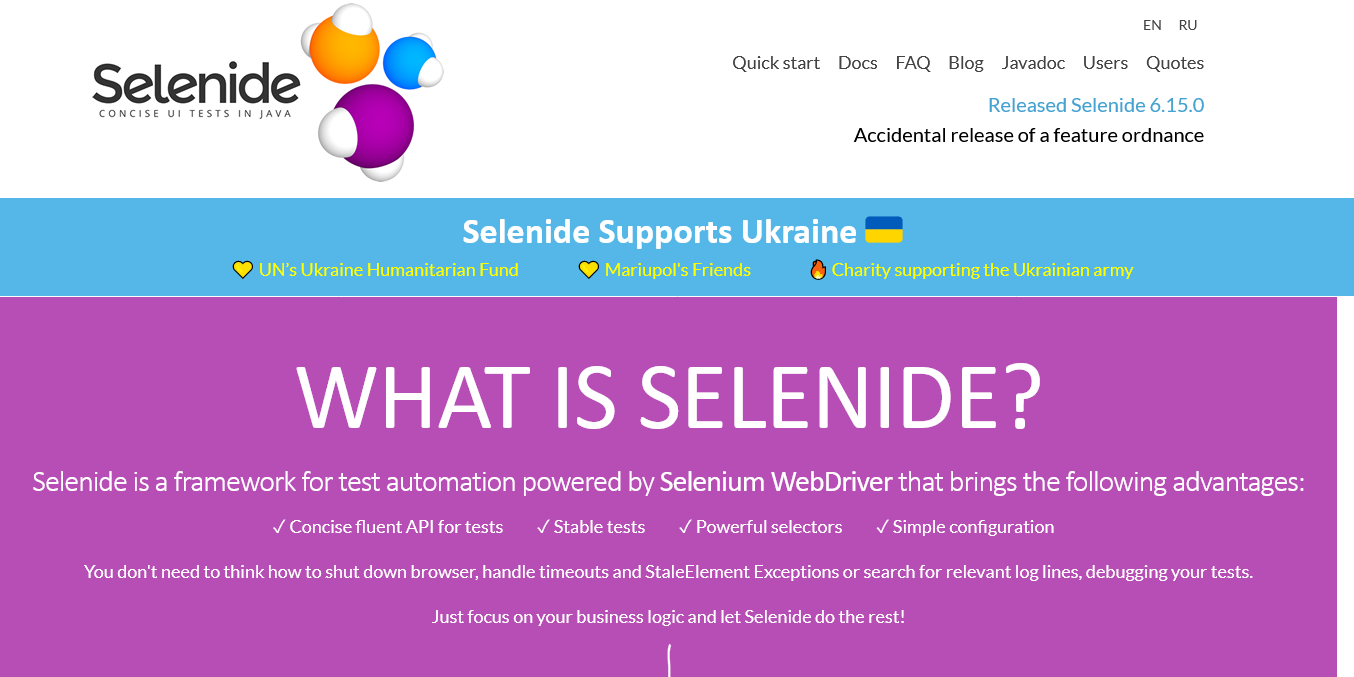 Selenide
CONCISE UI TESTS IN JAVA
EN RU
Quick start Docs FAQ Blog Javadoc Users Quotes
Released Selenide 6.15.0
Accidental release of a feature ordnance
Selenide Supports Ukraine
UN's Ukraine Humanitarian Fund Mariupol's Friends Charity supporting the Ukrainian army
WHAT IS SELENIDE?
Selenide is a framework for test automation powered by Selenium WebDriver that brings the following advantages:
✓ Concise fluent API for tests ✓ Stable tests ✓ Powerful selectors ✓ Simple configuration
You don't need to think how to shut down browser, handle timeouts and StaleElement Exceptions or search for relevant log lines, debugging your tests.
Just focus on your business logic and let Selenide do the rest!